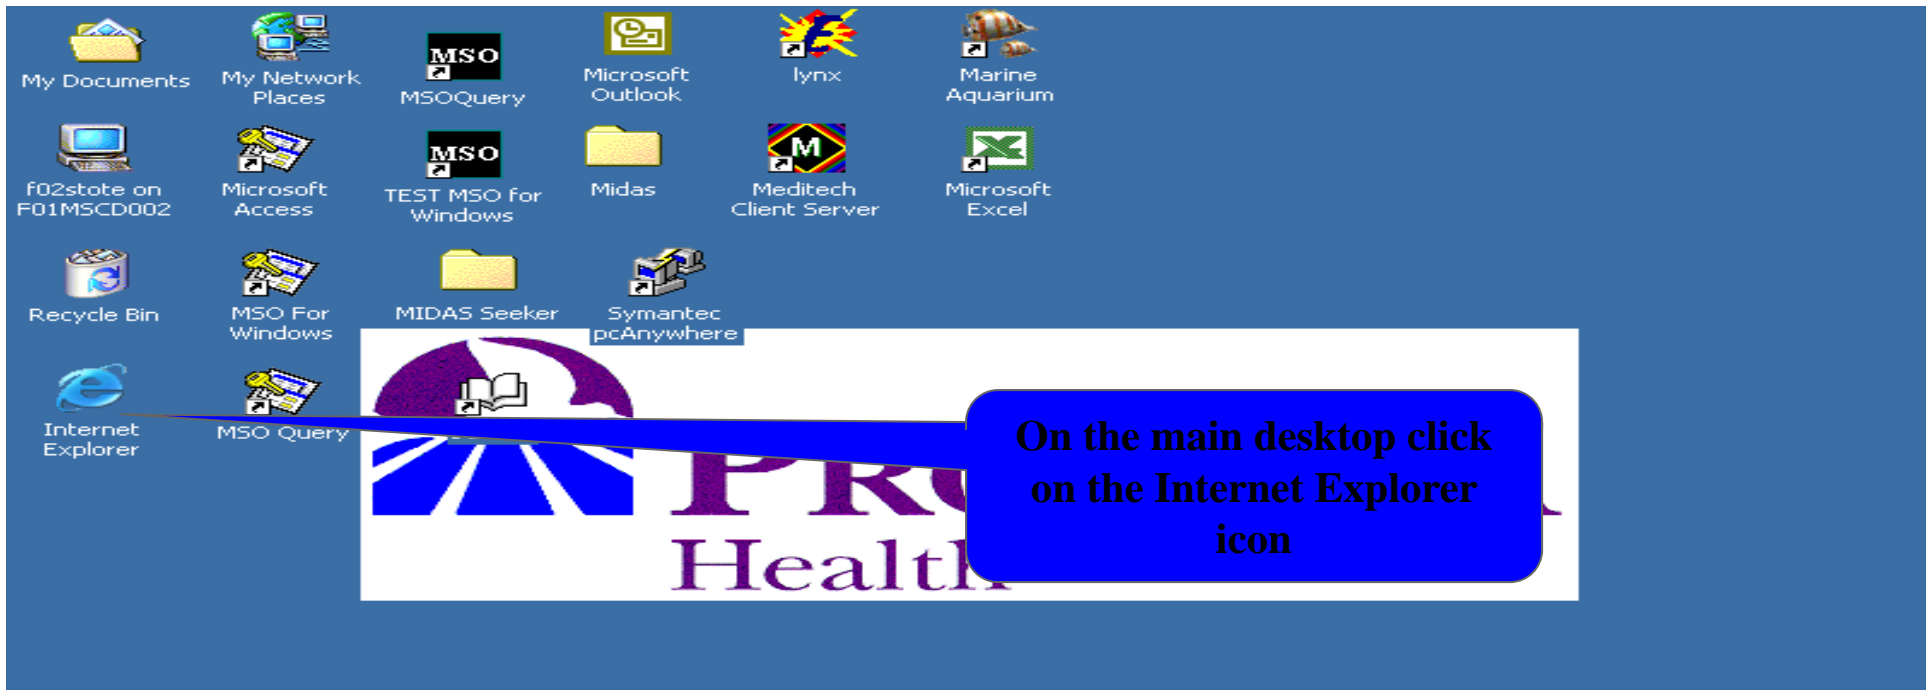 My Documents
My Network
Places
MSO
MSOQuery
Microsoft
Outlook
lynx
Marine
Aquarium
f02stote on
F01MSCD002
Microsoft
Access
MSO
TEST MSO for
Windows
Midas
M
Meditech
Client Server
Microsoft
Excel
Recycle Bin
MSO For
Windows
MIDAS Seeker
Symantec
pcAnywhere
Internet
Explorer
MSO Query
Health
On the main desktop click
on the Internet Explorer
icon